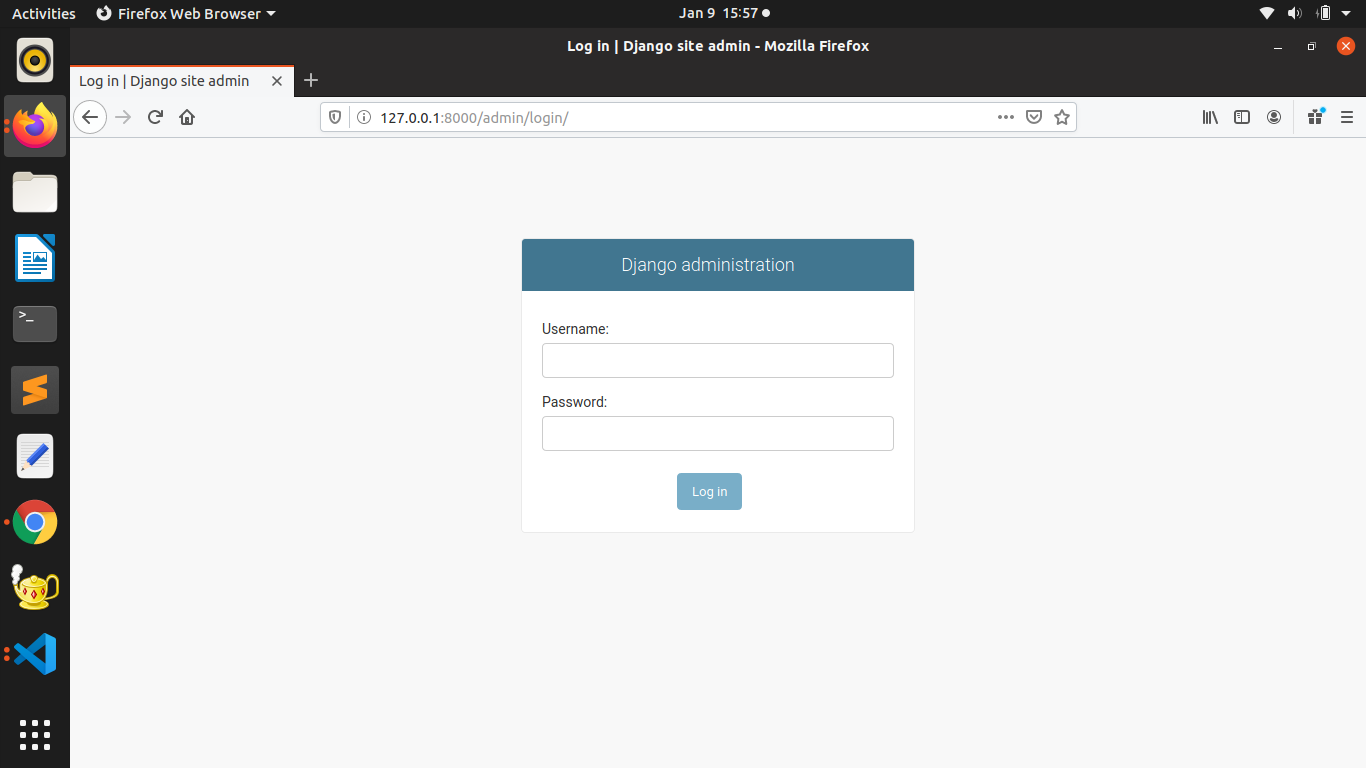 Activities Firefox Web Browser Jan 9 15:57
Log in | Django site admin - Mozilla Firefox
Log in | Django site admin
127.0.0.1:8000/admin/login/
Django administration
Username:
Password:
Log in
>_